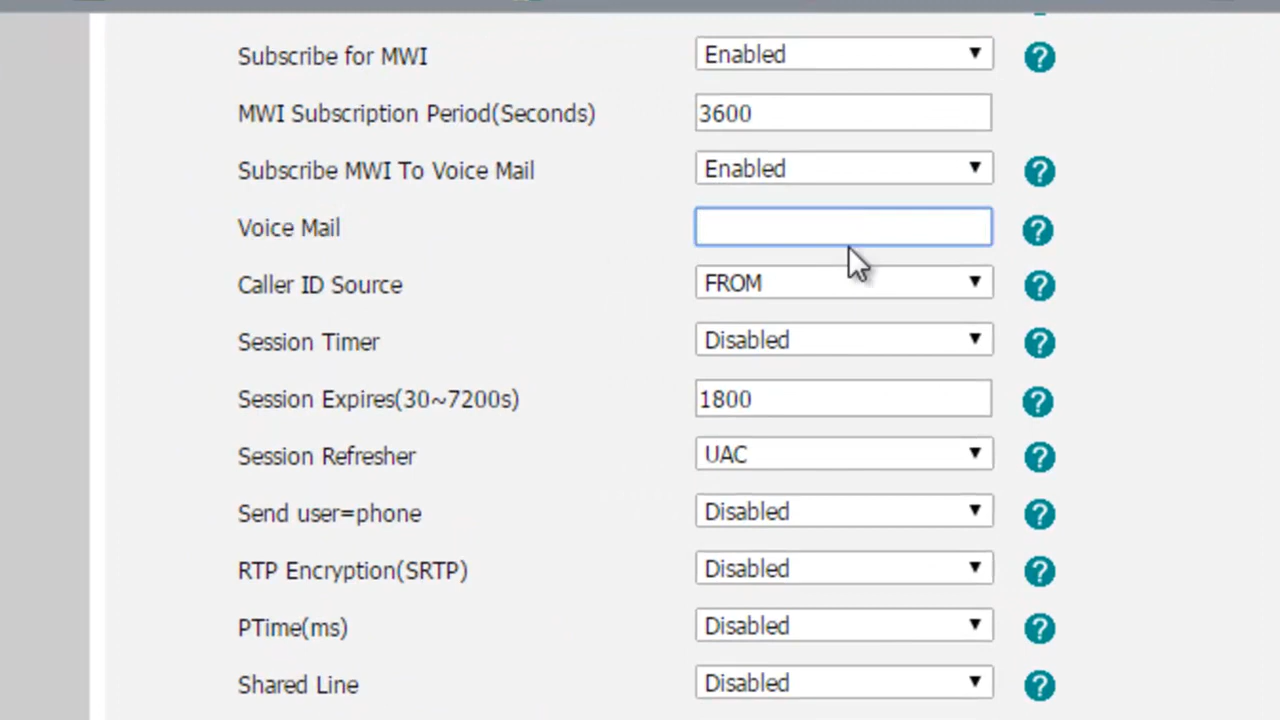 Subscribe for MWI Enabled ?
MWI Subscription Period(Seconds) 3600
Subscribe MWI To Voice Mail Enabled ?
Voice Mail ?
Caller ID Source FROM ?
Session Timer Disabled ?
Session Expires(30~7200s) 1800 ?
Session Refresher UAC ?
Send user=phone Disabled ?
RTP Encryption(SRTP) Disabled ?
PTime(ms) Disabled ?
Shared Line Disabled ?